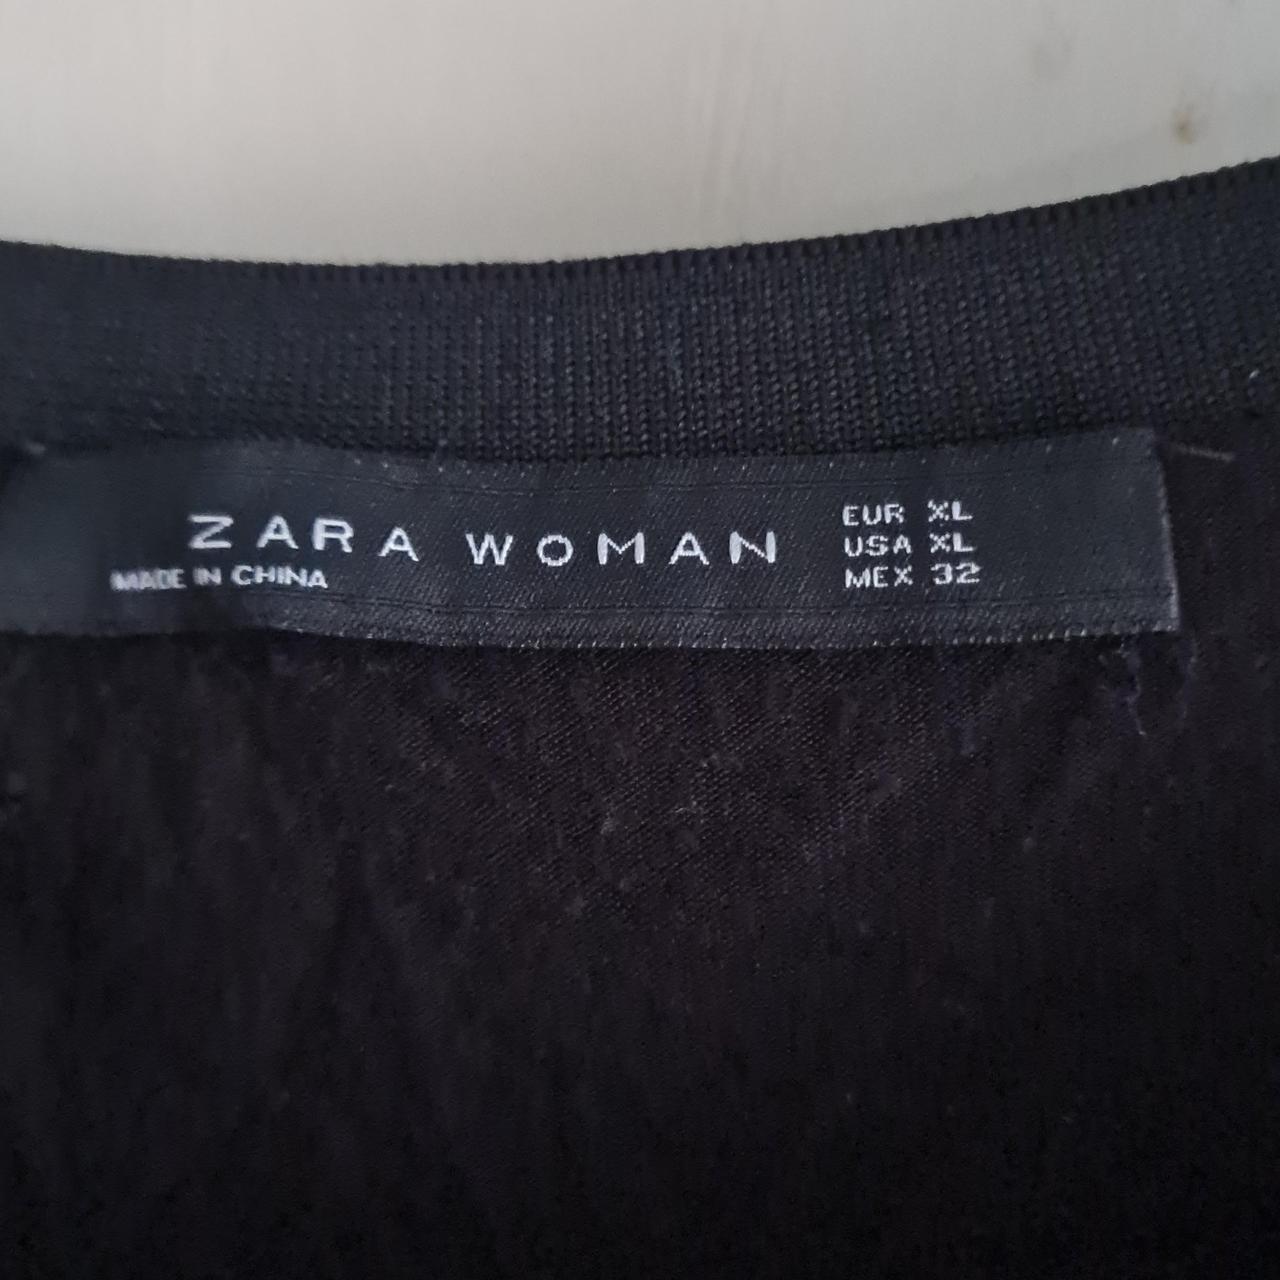 ZARA WOMAN
MADE IN CHINA
EUR XL
USA XL
MEX 32